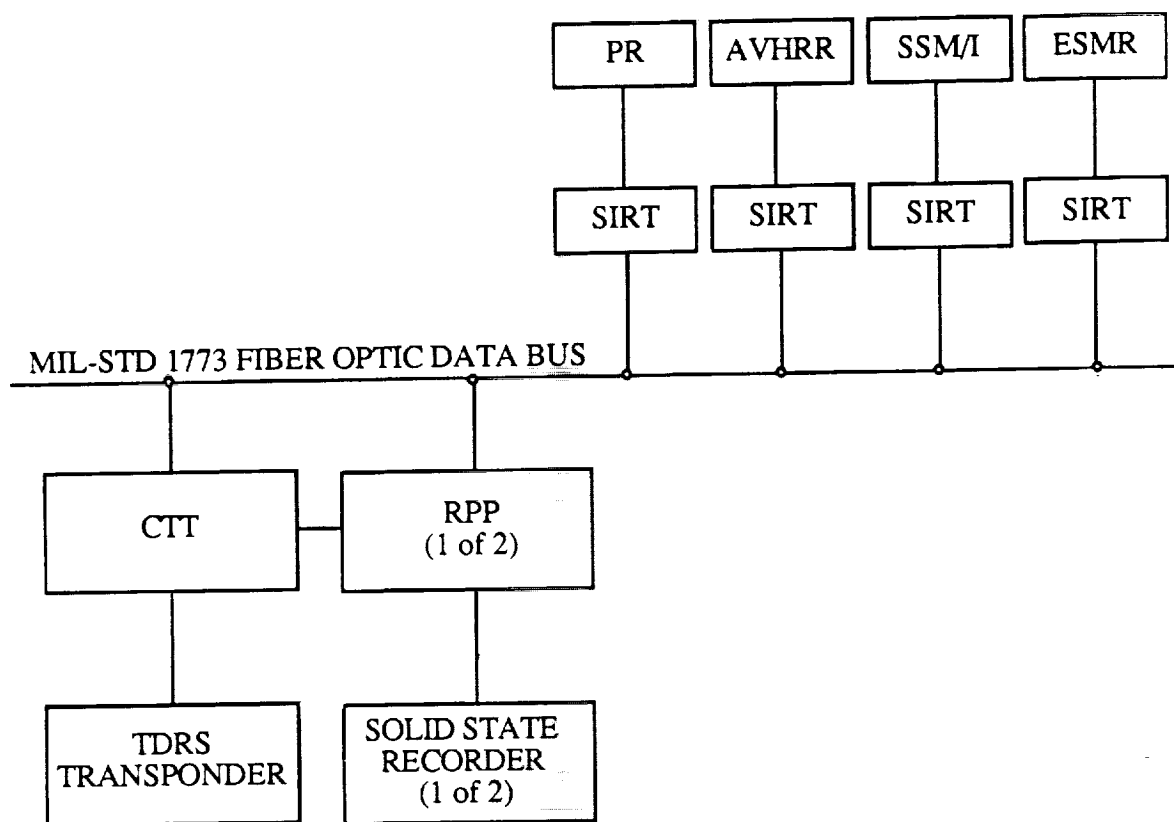 PR
AVHRR
SSM/I
ESMR
SIRT
SIRT
SIRT
SIRT
MIL-STD 1773 FIBER OPTIC DATA BUS
CTT
RPP
(1 of 2)
TDRS
TRANSPONDER
SOLID STATE
RECORDER
(1 of 2)